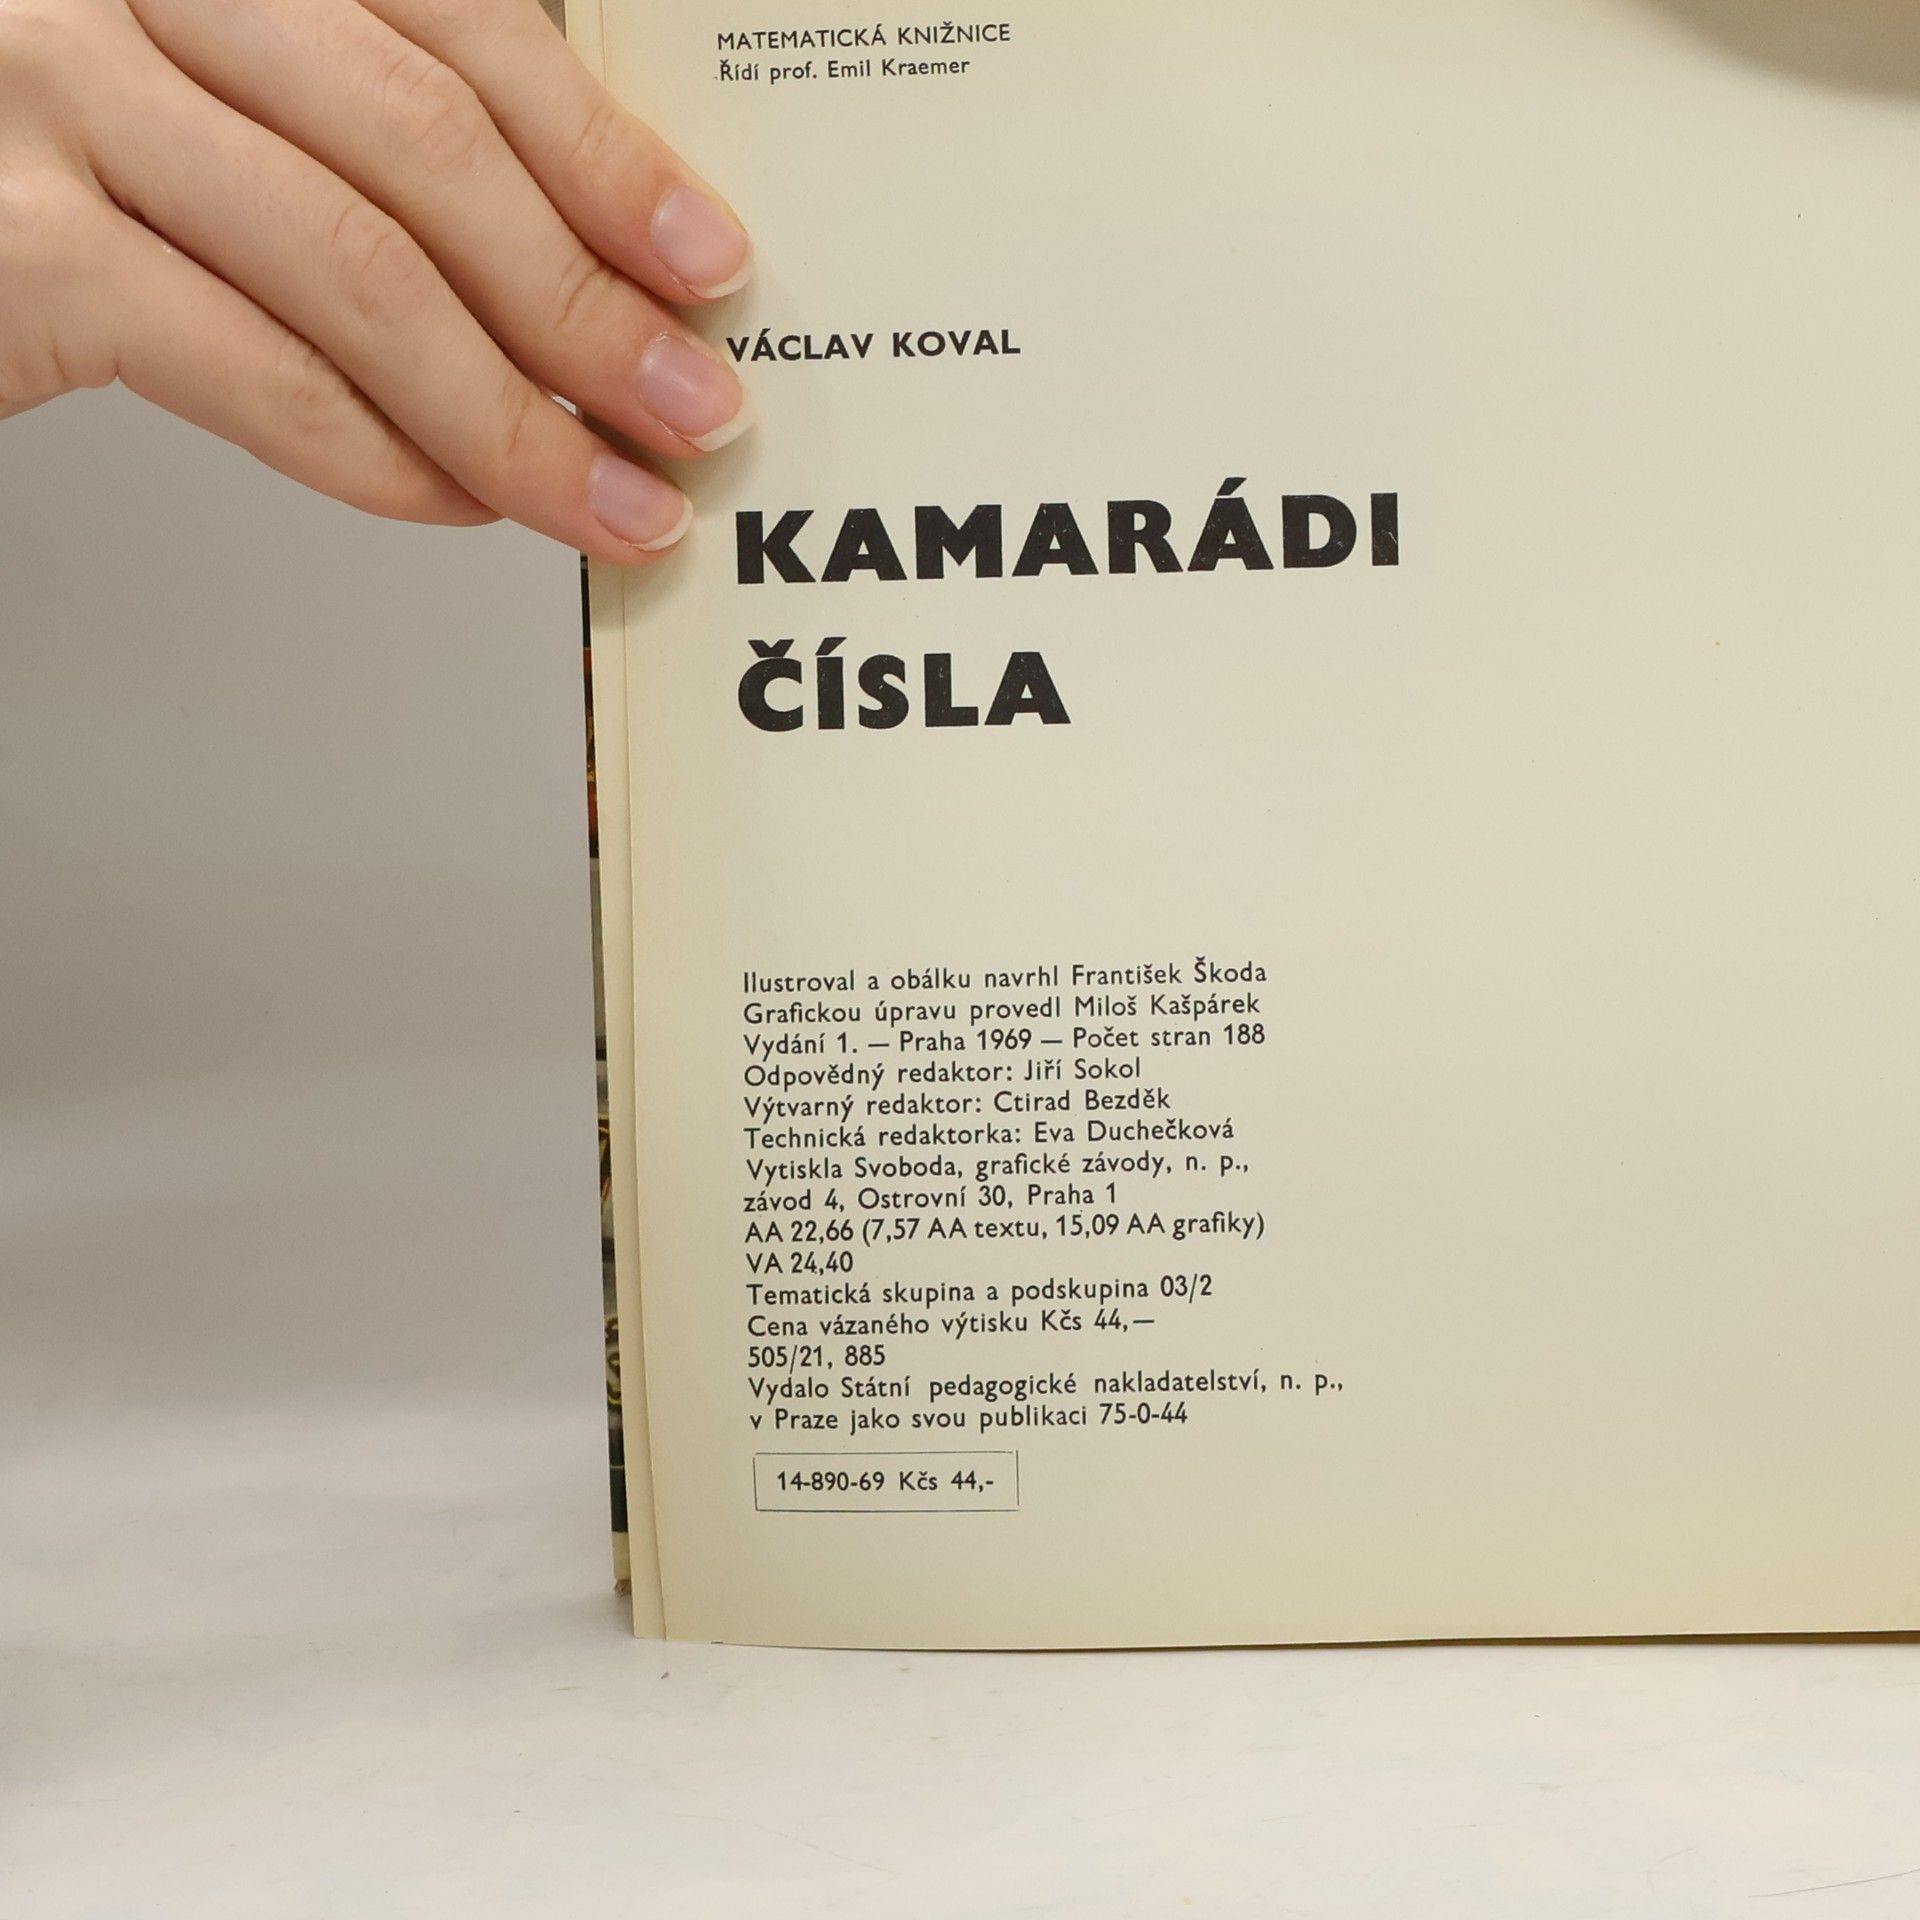 MATEMATICKÁ KNIŽNICE
Řídí prof. Emil Kraemer
VÁCLAV KOVAL
KAMARÁDI
ČÍSLA
Ilustroval a obálku navrhl František Škoda
Grafickou úpravu provedl Miloš Kašpárek
Vydání 1. — Praha 1969 — Počet stran 188
Odpovědný redaktor: Jiří Sokol
Výtvarný redaktor: Ctirad Bezděk
Technická redaktorka: Eva Duchečková
Vytiskla Svoboda, grafické závody, n. p.,
závod 4, Ostrovní 30, Praha 1
AA 22,66 (7,57 AA textu, 15,09 AA grafiky)
VA 24,40
Tematická skupina a podskupina 03/2
Cena vázaného výtisku Kčs 44,—
505/21, 885
Vydalo Státní pedagogické nakladatelství, n. p.,
v Praze jako svou publikaci 75-0-44
14-890-69 Kčs 44,-